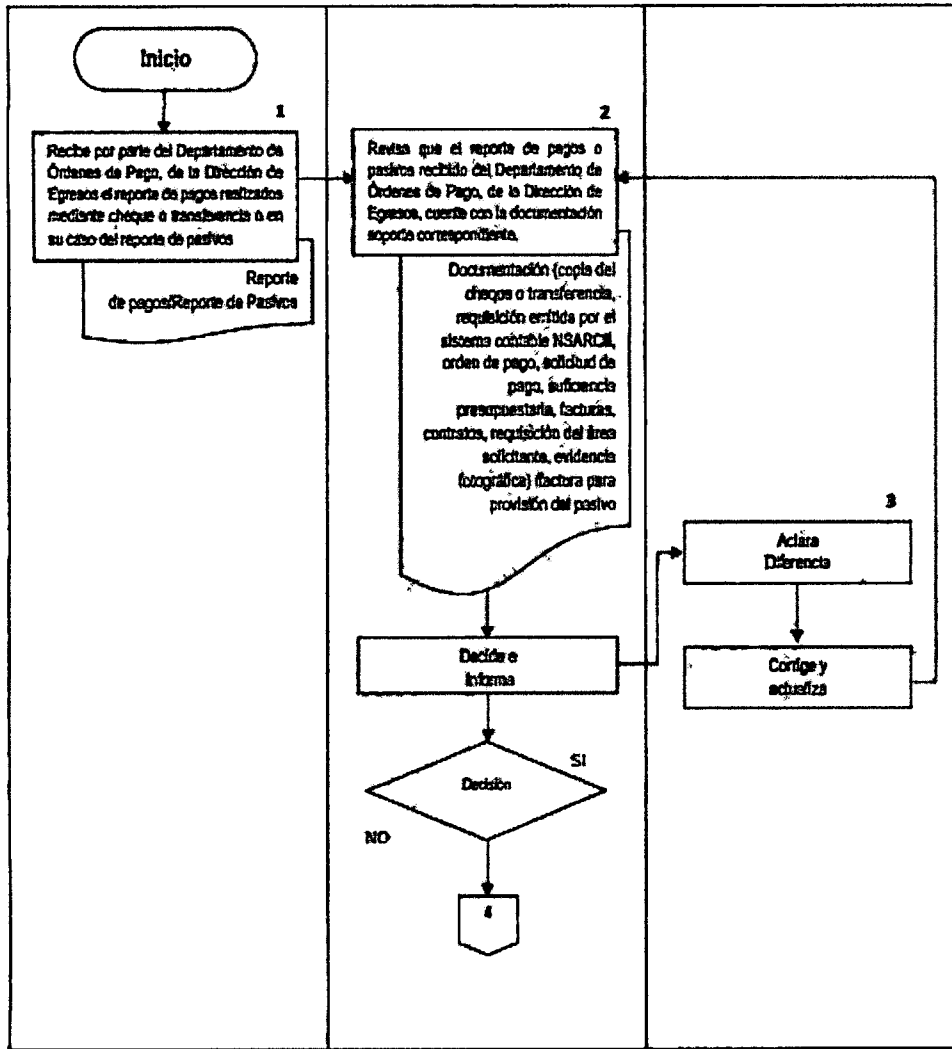 Inicio
1
Recibe por parte del Departamento de
Órdenes de Pago, de la Dirección de
Egresos el reporte de pagos realizados
mediante cheque o transferencia o en
su caso del reporte de pasivos
Reporte
de pagos/Reporte de Pasivos
2
Revisa que el reporte de pagos o
pasivos recibido del Departamento de
Órdenes de Pago, de la Dirección de
Egresos, cuente con la documentación
soporte correspondiente.
Documentación (copia del
cheque o transferencia,
requisición emitida por el
sistema contable NSARCII,
orden de pago, solicitud de
pago, suficiencia
presupuestaria, facturas,
contratos, requisición del área
solicitante, evidencia
fotográfica) (factura para
provisión del pasivo
3
Aclara
Diferencia
Decide e
Informa
Corrige y
actualiza
SI
Decisión
NO
4